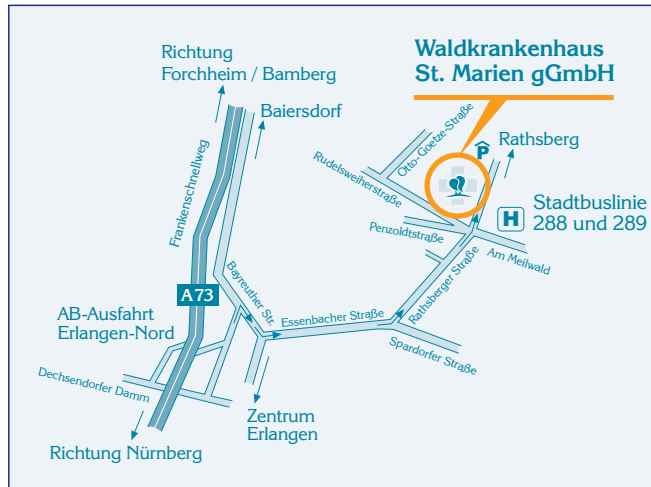 Richtung
Forchheim / Bamberg
Waldkrankenhaus
St. Marien gGmbH
Baiersdorf
Otto-Goetze-Straße
P
Rathsberg
Frankenschnellweg
Rudelsweiherstraße
H
Stadtbuslinie
288 und 289
Penzoldtstraße
Am Meilwald
A73
Bayreuther Str.
Rathsberger Straße
AB-Ausfahrt
Erlangen-Nord
Essenbacher Straße
Spardorfer Straße
Dechsendorfer Damm
Zentrum
Erlangen
Richtung Nürnberg